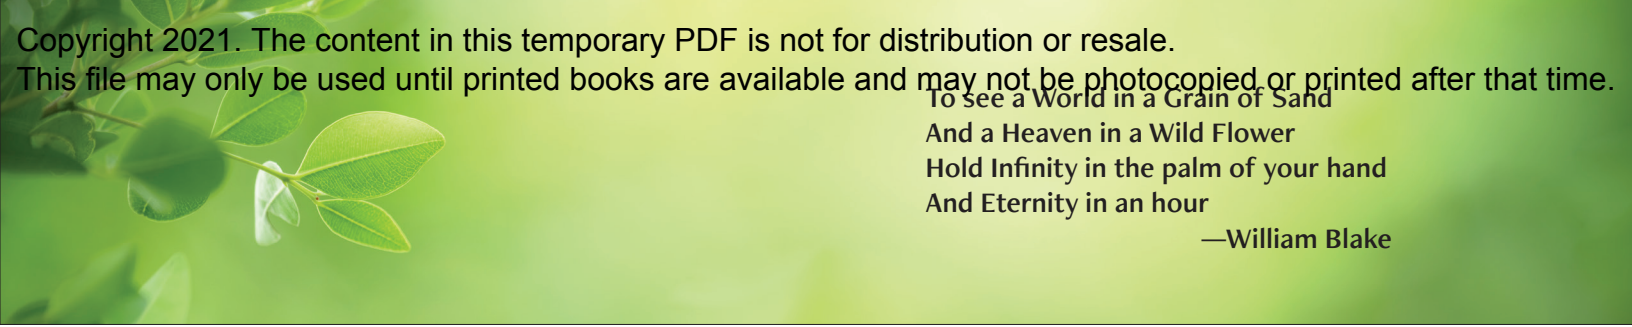 Copyright 2021. The content in this temporary PDF is not for distribution or resale.
This file may only be used until printed books are available and may not be photocopied or printed after that time.
To see a World in a Grain of Sand
And a Heaven in a Wild Flower
Hold Infinity in the palm of your hand
And Eternity in an hour
—William Blake